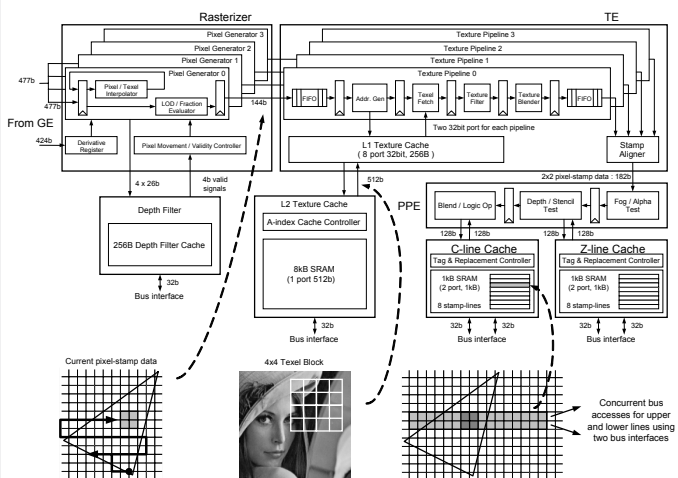 Rasterizer
Pixel Generator 3
Pixel Generator 2
Pixel Generator 1
Pixel Generator 0
477b
477b
Pixel / Texel
Interpolator
LOD / Fraction
Evaluator
144b
From GE
424b
Derivative
Register
Pixel Movement / Validity Controller
4 x 26b
4b valid
signals
Depth Filter
256B Depth Filter Cache
32b
Bus interface
TE
Texture Pipeline 3
Texture Pipeline 2
Texture Pipeline 1
Texture Pipeline 0
FIFO
Addr. Gen
Texel
Fetch
Texture
Filter
Texture
Blender
FIFO
Two 32bit port for each pipeline
L1 Texture Cache
( 8 port 32bit, 256B )
Stamp
Aligner
512b
2x2 pixel-stamp data : 182b
L2 Texture Cache
A-index Cache Controller
8kB SRAM
(1 port 512b)
32b
Bus interface
PPE
Blend / Logic Op
Depth / Stencil
Test
Fog / Alpha
Test
128b
128b
128b
128b
C-line Cache
Tag & Replacement Controller
1kB SRAM
(2 port, 1kB)
8 stamp-lines
32b
32b
Bus interface
Z-line Cache
Tag & Replacement Controller
1kB SRAM
(2 port, 1kB)
8 stamp-lines
32b
32b
Bus interface
Current pixel-stamp data
4x4 Texel Block
Concurrent bus
accesses for upper
and lower lines using
two bus interfaces